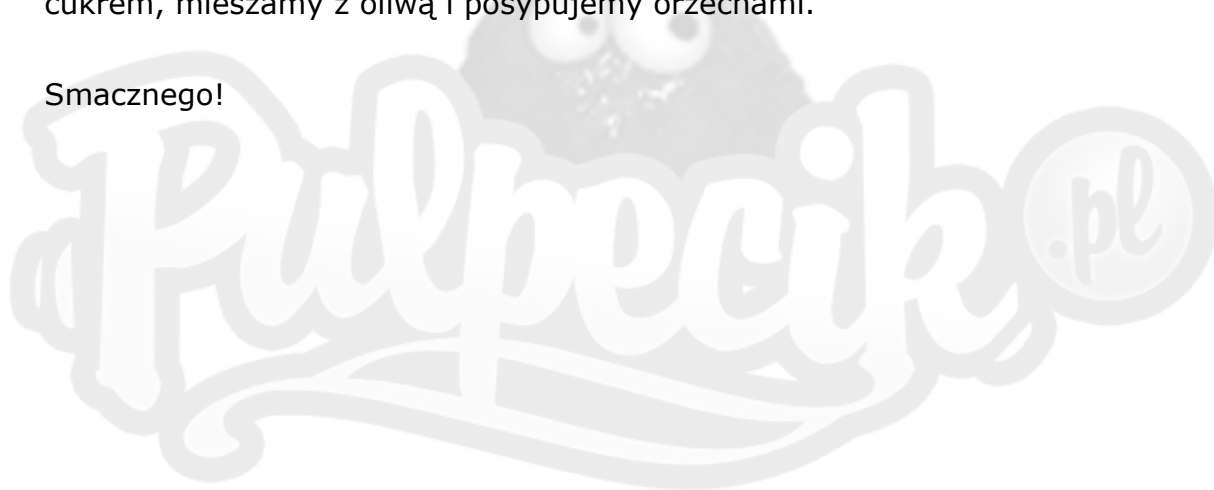 cukrem, mieszamy z oliwą i posypujemy orzechami.
Smacznego!
Pulpecik.pl